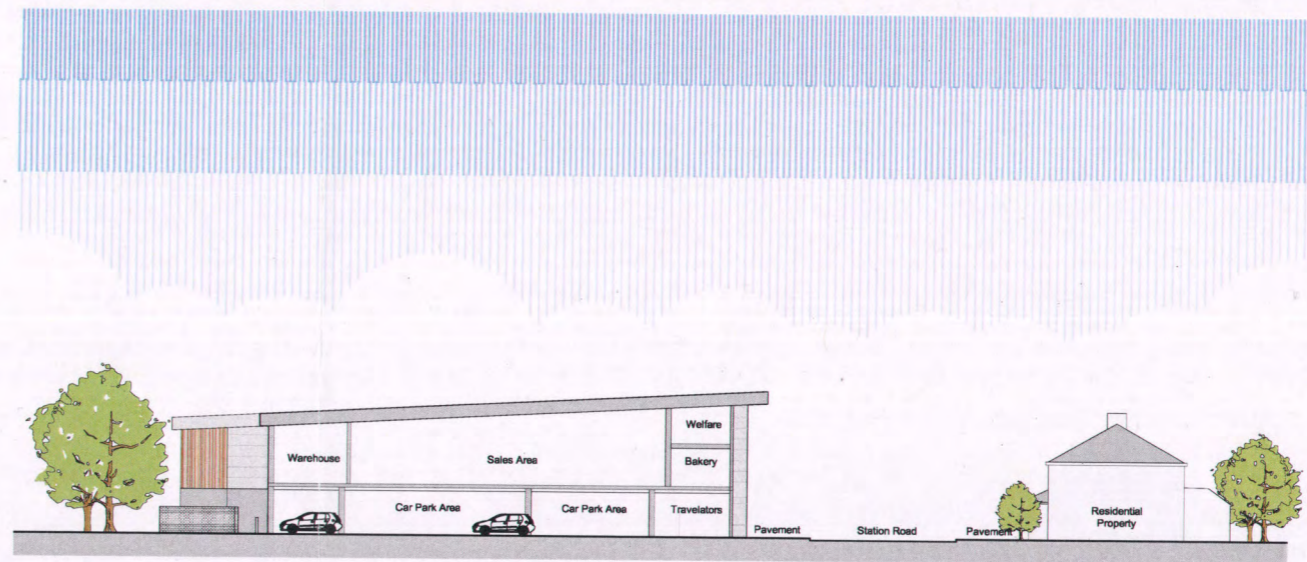 Welfare
Warehouse
Sales Area
Bakery
Car Park Area
Car Park Area
Travelators
Pavement
Station Road
Pavement
Residential
Property